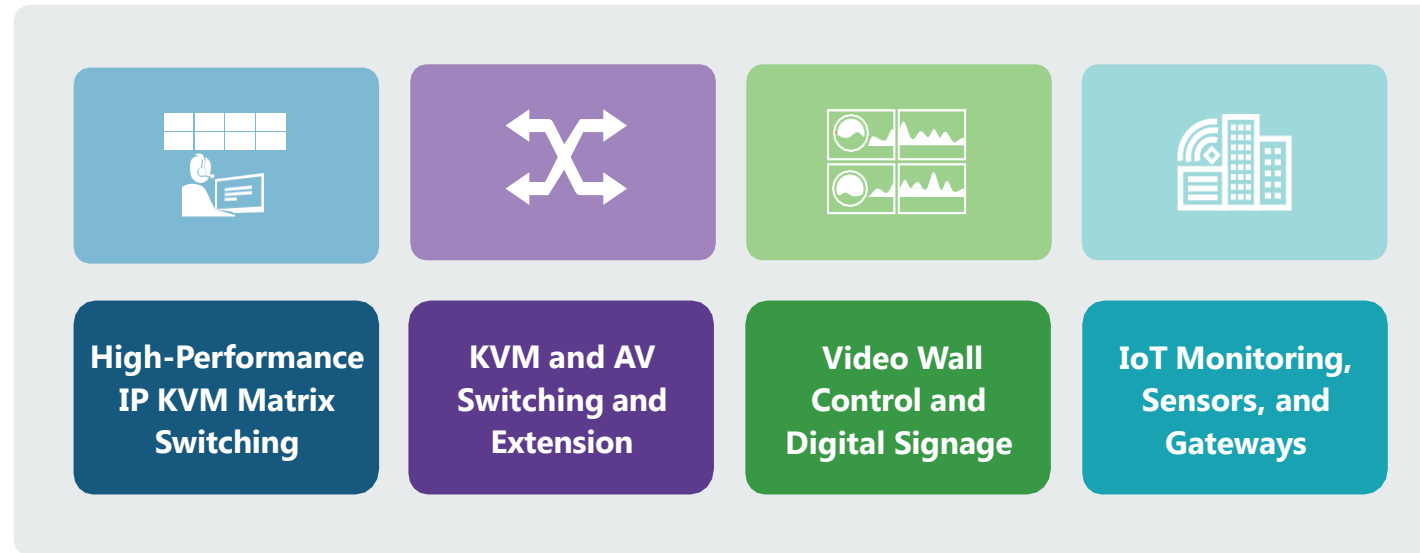 High-Performance
IP KVM Matrix
Switching
KVM and AV
Switching and
Extension
Video Wall
Control and
Digital Signage
IoT Monitoring,
Sensors, and
Gateways